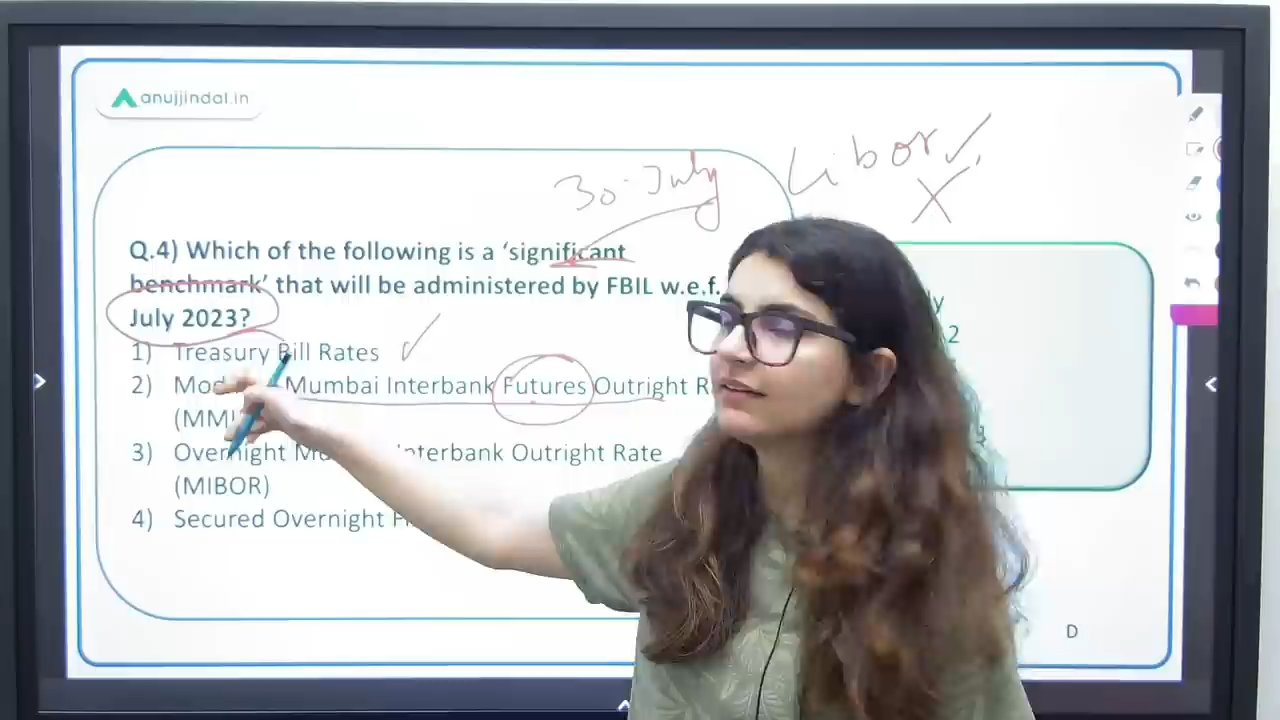 anujjindal.in
Libor
30 July
Q.4) Which of the following is a ‘significant
benchmark’ that will be administered by FBIL w.e.f.
July 2023?
1) Treasury Bill Rates
2) Mumbai Interbank Futures Outright
3) Overnight Interbank Outright Rate
(MIBOR)
4) Secured Overnight
2
D